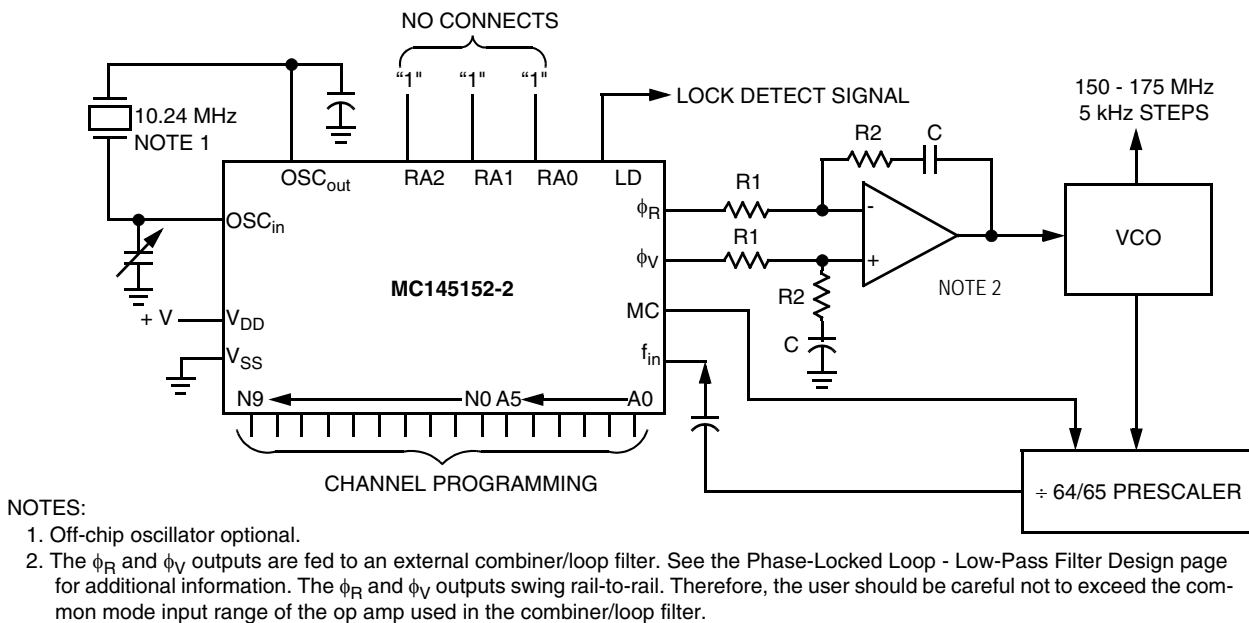 NO CONNECTS
“1" “1" “1"
10.24 MHz
NOTE 1
LOCK DETECT SIGNAL
150 - 175 MHz
5 kHz STEPS
R2 C
OSCout RA2 RA1 RA0 LD
R1
ϕR
-
OSCin
VCO
R1
ϕV
+
MC145152-2
R2
NOTE 2
MC
+ V
VDD
C
fin
VSS
N9 N0 A5 A0
CHANNEL PROGRAMMING
÷ 64/65 PRESCALER
NOTES:
1. Off-chip oscillator optional.
2. The ϕR and ϕV outputs are fed to an external combiner/loop filter. See the Phase-Locked Loop - Low-Pass Filter Design page
for additional information. The ϕR and ϕV outputs swing rail-to-rail. Therefore, the user should be careful not to exceed the com-
mon mode input range of the op amp used in the combiner/loop filter.